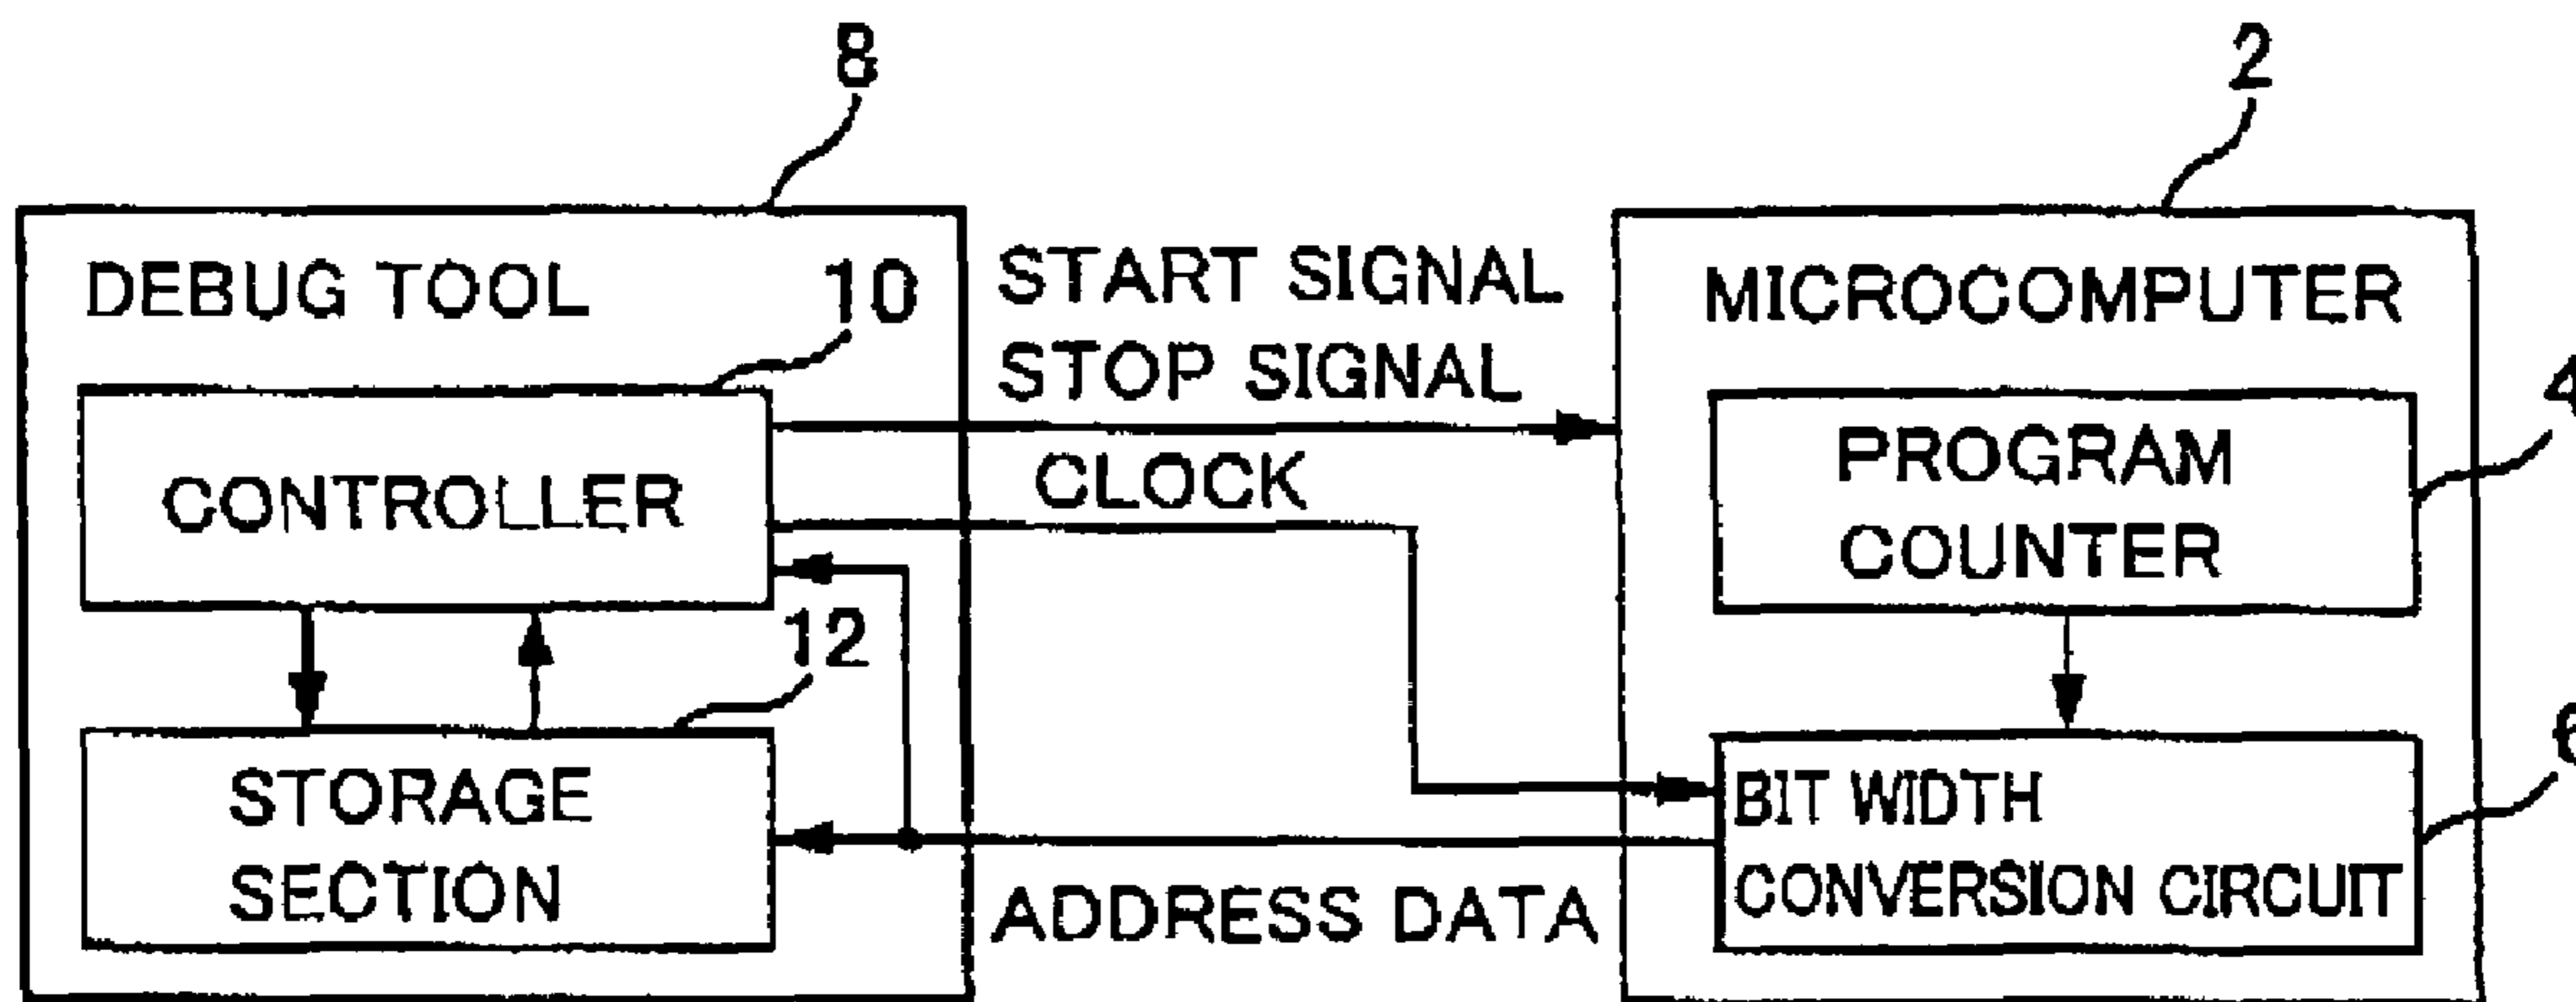 8
2
DEBUG TOOL
10
START SIGNAL
STOP SIGNAL
MICROCOMPUTER
CONTROLLER
CLOCK
PROGRAM
COUNTER
4
12
STORAGE
SECTION
BIT WIDTH
CONVERSION CIRCUIT
6
ADDRESS DATA